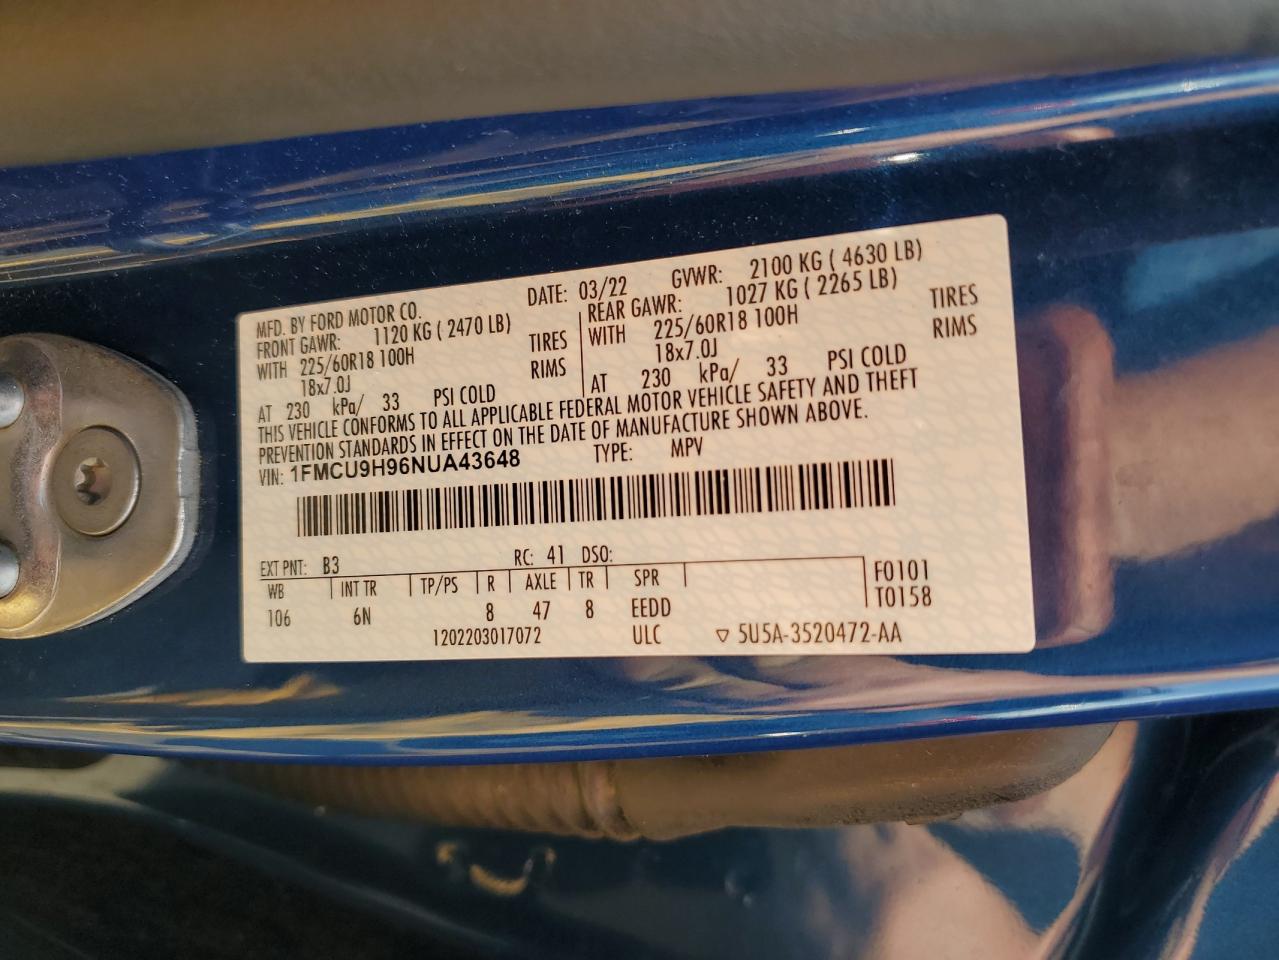 MFD. BY FORD MOTOR CO. DATE: 03/22 GVWR: 2100 KG ( 4630 LB)
FRONT GAWR: 1120 KG ( 2470 LB) REAR GAWR: 1027 KG ( 2265 LB)
WITH 225/60R18 100H TIRES WITH 225/60R18 100H TIRES
18x7.0J RIMS 18x7.0J RIMS
AT 230 kPa/ 33 PSI COLD AT 230 kPa/ 33 PSI COLD
THIS VEHICLE CONFORMS TO ALL APPLICABLE FEDERAL MOTOR VEHICLE SAFETY AND THEFT
PREVENTION STANDARDS IN EFFECT ON THE DATE OF MANUFACTURE SHOWN ABOVE.
VIN: 1FMCU9H96NUA43648 TYPE: MPV
EXT PNT: B3 RC: 41 DSO:
WB INT TR TP/PS R AXLE TR SPR F0101
106 6N 8 47 8 EEDD T0158
1202203017072 ULC ▽ 5U5A-3520472-AA